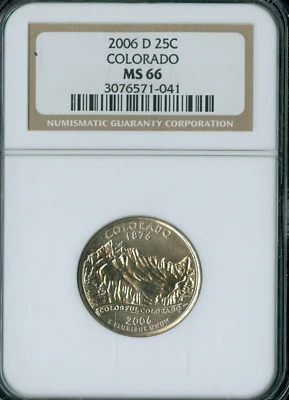 2006 D 25C
COLORADO
MS 66
3076571-041
NUMISMATIC GUARANTY CORPORATION
COLORADO
1876
COLORFUL COLORADO
2006
E PLURIBUS UNUM